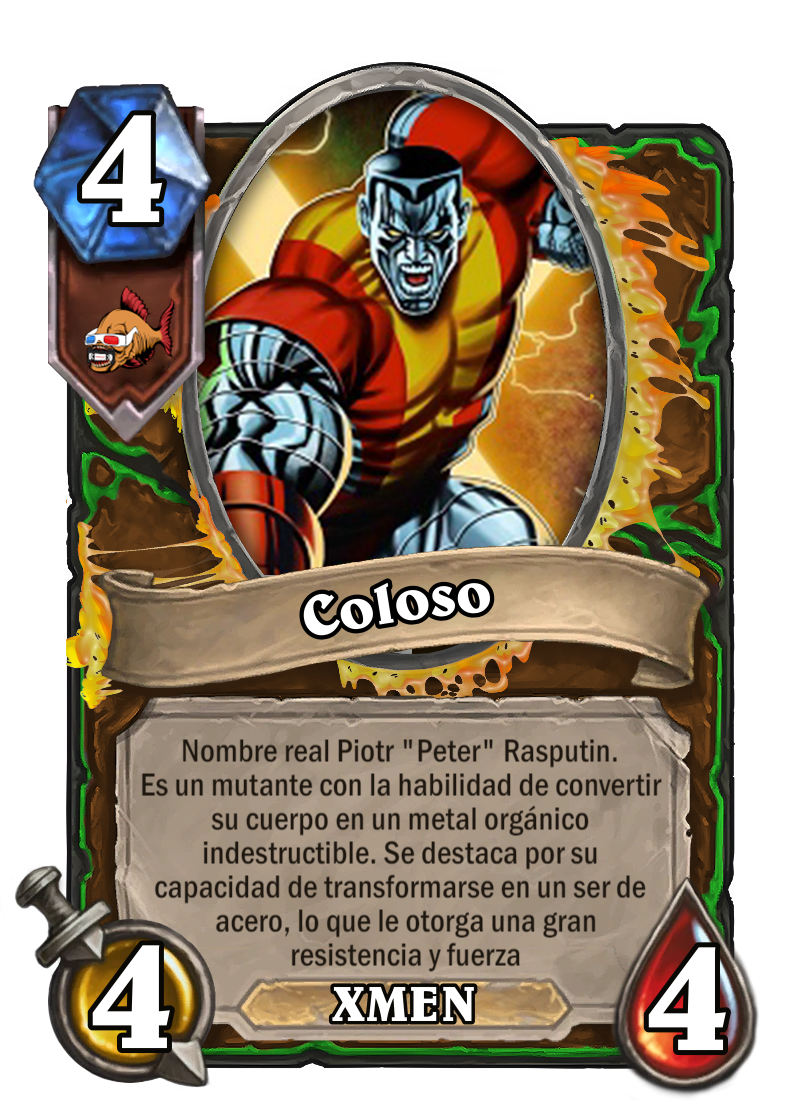 4
Coloso
Nombre real Piotr "Peter" Rasputin.
Es un mutante con la habilidad de convertir
su cuerpo en un metal orgánico
indestructible. Se destaca por su
capacidad de transformarse en un ser de
acero, lo que le otorga una gran
resistencia y fuerza
XMEN
4
4